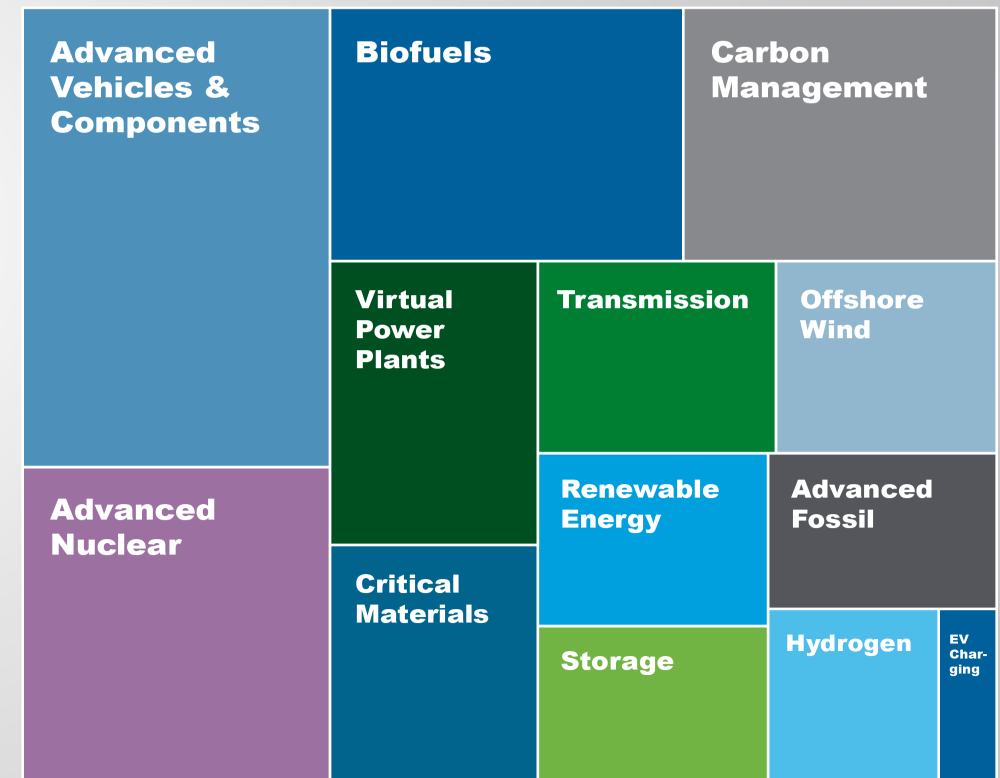 Advanced
Vehicles &
Components
Biofuels
Carbon
Management
Virtual
Power
Plants
Transmission
Offshore
Wind
Advanced
Nuclear
Renewable
Energy
Advanced
Fossil
Critical
Materials
Storage
Hydrogen
EV
Char-
ging